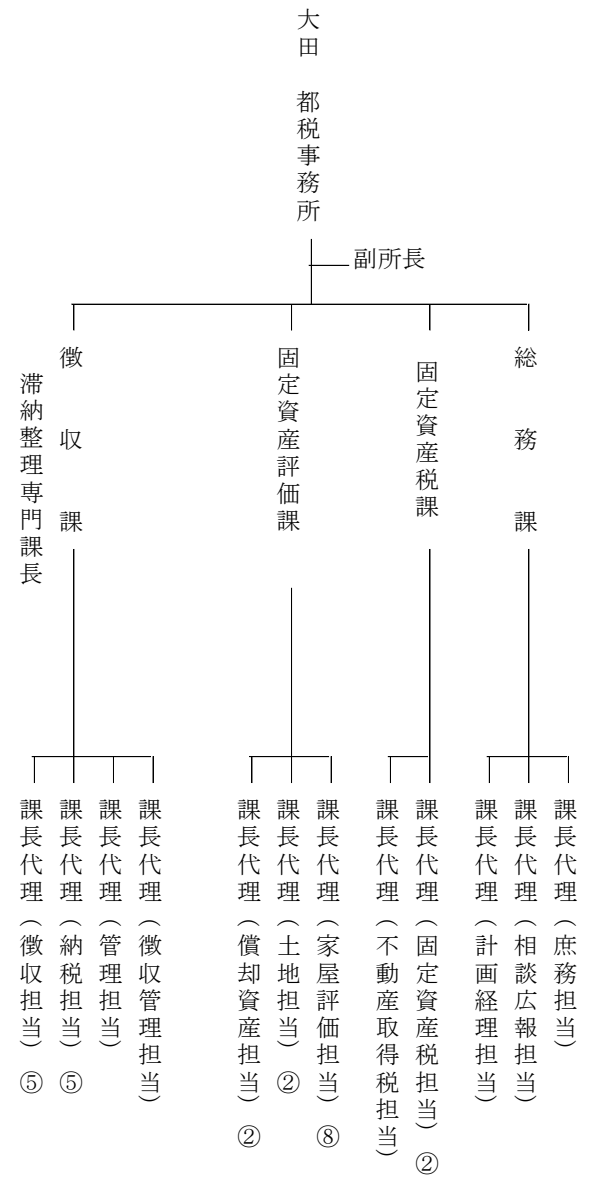 大田 都税事務所
副所長
総務課
固定資産税課
固定資産評価課
徴収課
滞納整理専門課長
課長代理（庶務担当）
課長代理（相談広報担当）
課長代理（計画経理担当）
課長代理（固定資産税担当）②
課長代理（不動産取得税担当）
課長代理（家屋評価担当）⑧
課長代理（土地担当）②
課長代理（償却資産担当）②
課長代理（徴収管理担当）
課長代理（管理担当）
課長代理（納税担当）⑤
課長代理（徴収担当）⑤